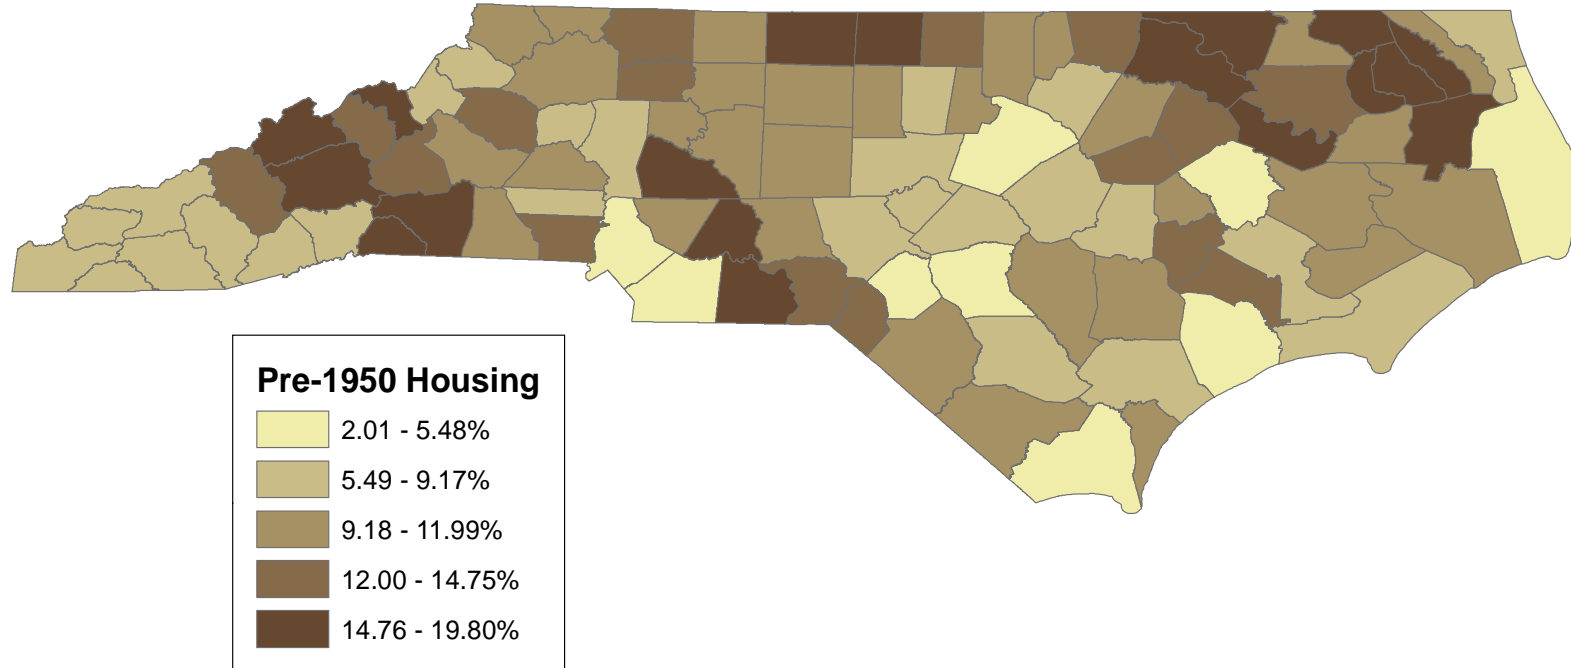 Pre-1950 Housing
2.01 - 5.48%
5.49 - 9.17%
9.18 - 11.99%
12.00 - 14.75%
14.76 - 19.80%